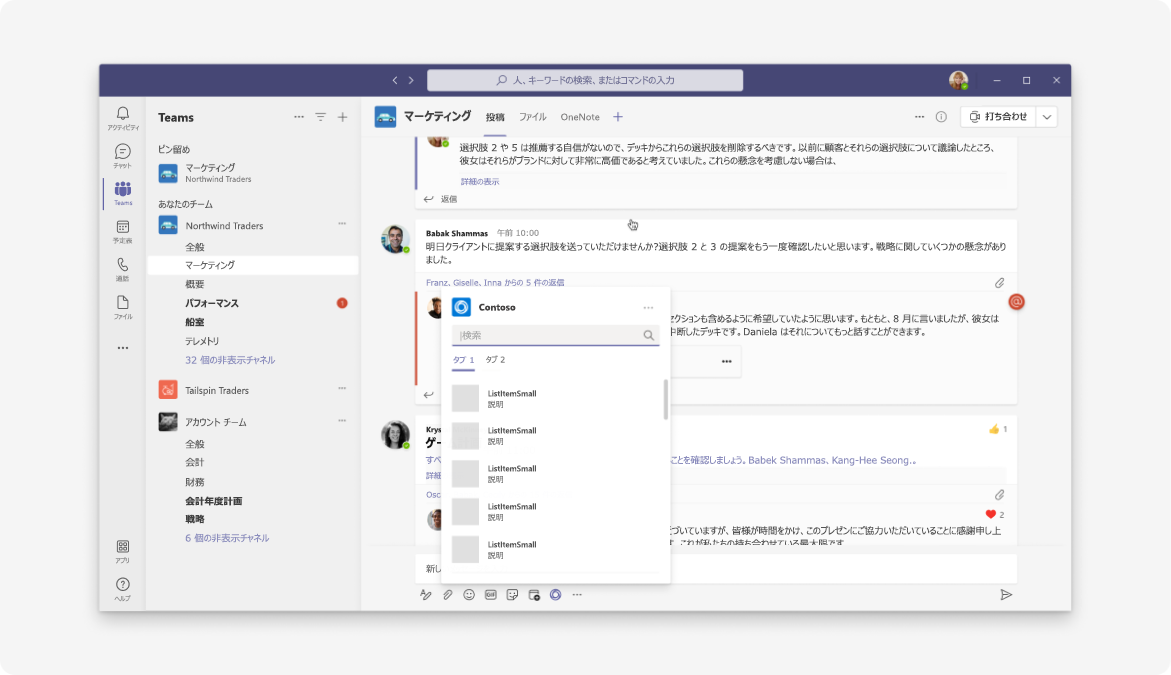 人、キーワードの検索、またはコマンドの入力
アクティビティ
チャット
Teams
予定表
通話
ファイル
アプリ
ヘルプ
Teams
ピン留め
マーケティング
Northwind Traders
あなたのチーム
Northwind Traders
全般
マーケティング
概要
パフォーマンス
船室
テレメトリ
32 個の非表示チャネル
Tailspin Traders
アカウント チーム
全般
会計
財務
会計年度計画
戦略
6 個の非表示チャネル
マーケティング 投稿 ファイル OneNote
打ち合わせ
選択肢 2 や 5 は推薦する自信がないので、デッキからこれらの選択肢を削除するべきです。以前に顧客とそれらの選択肢について議論したところ、
彼女はそれらがブランドに対して非常に高価であると考えていました。これらの懸念を考慮しない場合は、
詳細の表示
返信
Babak Shammas 午前 10:00
明日クライアントに提案する選択肢を送っていただけませんか?選択肢 2 と 3 の提案をもう一度確認したいと思います。戦略に関していくつかの懸念があり
ました。
Franz、Giselle、Inna からの 5 件の返信
セクションも含めるように希望していたように思います。もともと、8 月に言いましたが、彼女は
中断したデッキです。Daniela はそれについてもっと話すことができます。
Contoso
検索
タブ 1 タブ 2
ListItemSmall
説明
ListItemSmall
説明
ListItemSmall
説明
ListItemSmall
説明
ListItemSmall
説明
Krys
1
ゲー
すべ
ことを確認しましょう。Babek Shammas、Kang-Hee Seong.。
詳細
Osc
2
づいていますが、皆様が時間をかけ、このプレゼンにご協力いただいていることに感謝申し上
す。これが私たちの持ち合わせている最大限です。
新し
GIF